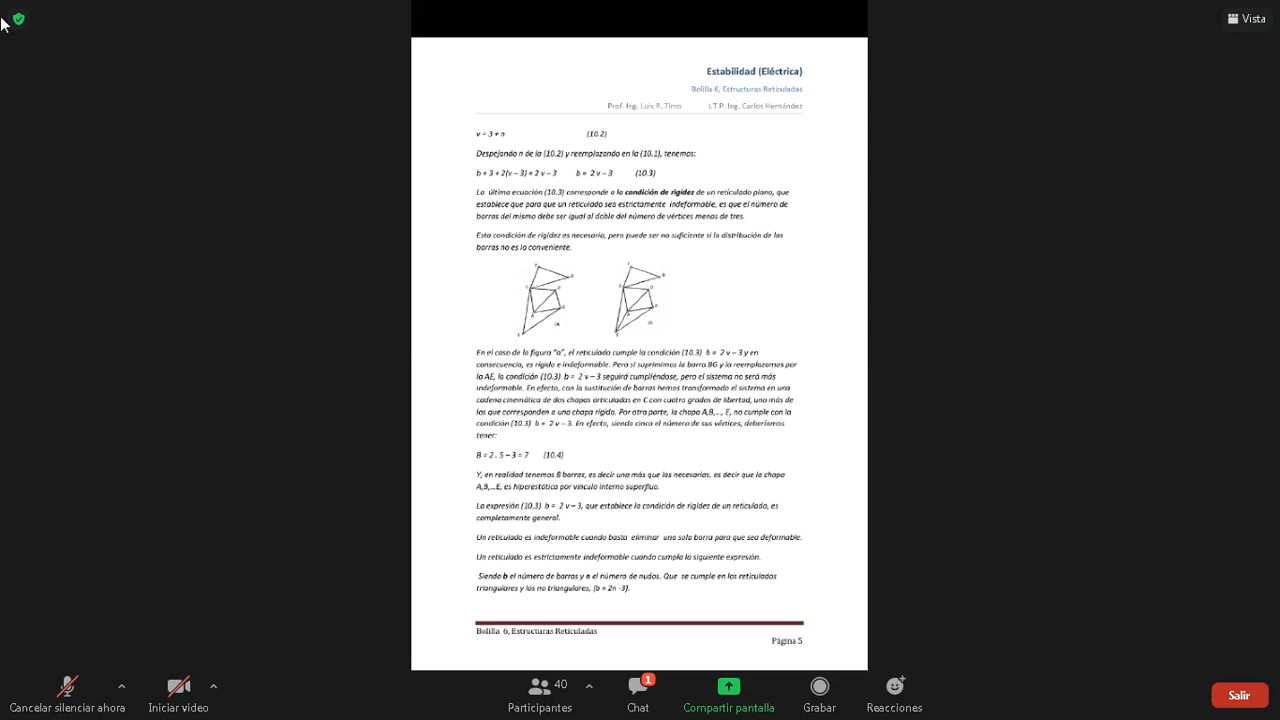 Vista
Estabilidad (Eléctrica)
Bolilla 6, Estructuras Reticuladas
Prof. Ing. Luis R. Timo J.T.P. Ing. Carlos Hernández
v = 3 + n (10.2)
Despejando n de la (10.2) y reemplazando en la (10.1), tenemos:
b = 3 + 2(v – 3) = 2 v – 3 b = 2 v – 3 (10.3)
La última ecuación (10.3) corresponde a la condición de rigidez de un reticulado plano, que
establece que para que un reticulado sea estrictamente indeformable, es que el número de
barras del mismo debe ser igual al doble del número de vértices menos de tres.
Esta condición de rigidez es necesaria, pero puede ser no suficiente si la distribución de las
barras no es la conveniente.
En el caso de la figura "a", el reticulado cumple la condición (10.3) b = 2 v – 3 y en
consecuencia, es rígido e indeformable. Pero si suprimimos la barra BG y la reemplazamos por
la AE, la condición (10.3) b = 2 v – 3 seguirá cumpliéndose, pero el sistema no será más
indeformable. En efecto, con la sustitución de barras hemos transformado el sistema en una
cadena cinemática de dos chapas articuladas en C con cuatro grados de libertad, uno más de
los que corresponden a una chapa rígida. Por otra parte, la chapa A,B,..., E, no cumple con la
condición (10.3) b = 2 v – 3. En efecto, siendo cinco el número de sus vértices, deberíamos
tener:
B = 2 . 5 – 3 = 7 (10.4)
Y, en realidad tenemos 8 barras, es decir una más que las necesarias, es decir que la chapa
A,B,...E, es hiperestática por vínculo interno superfluo.
La expresión (10.3) b = 2 v – 3, que establece la condición de rigidez de un reticulado, es
completamente general.
Un reticulado es indeformable cuando basta eliminar una sola barra para que sea deformable.
Un reticulado es estrictamente indeformable cuando cumpla la siguiente expresión.
Siendo b el número de barras y n el número de nudos. Que se cumple en los reticulados
triangulares y los no triangulares, (b = 2n -3).
Bolilla 6, Estructuras Reticuladas
Página 5
40
1
Cancelar silenciar ahora
Iniciar video
Participantes
Chat
Compartir pantalla
Grabar
Reacciones
Salir